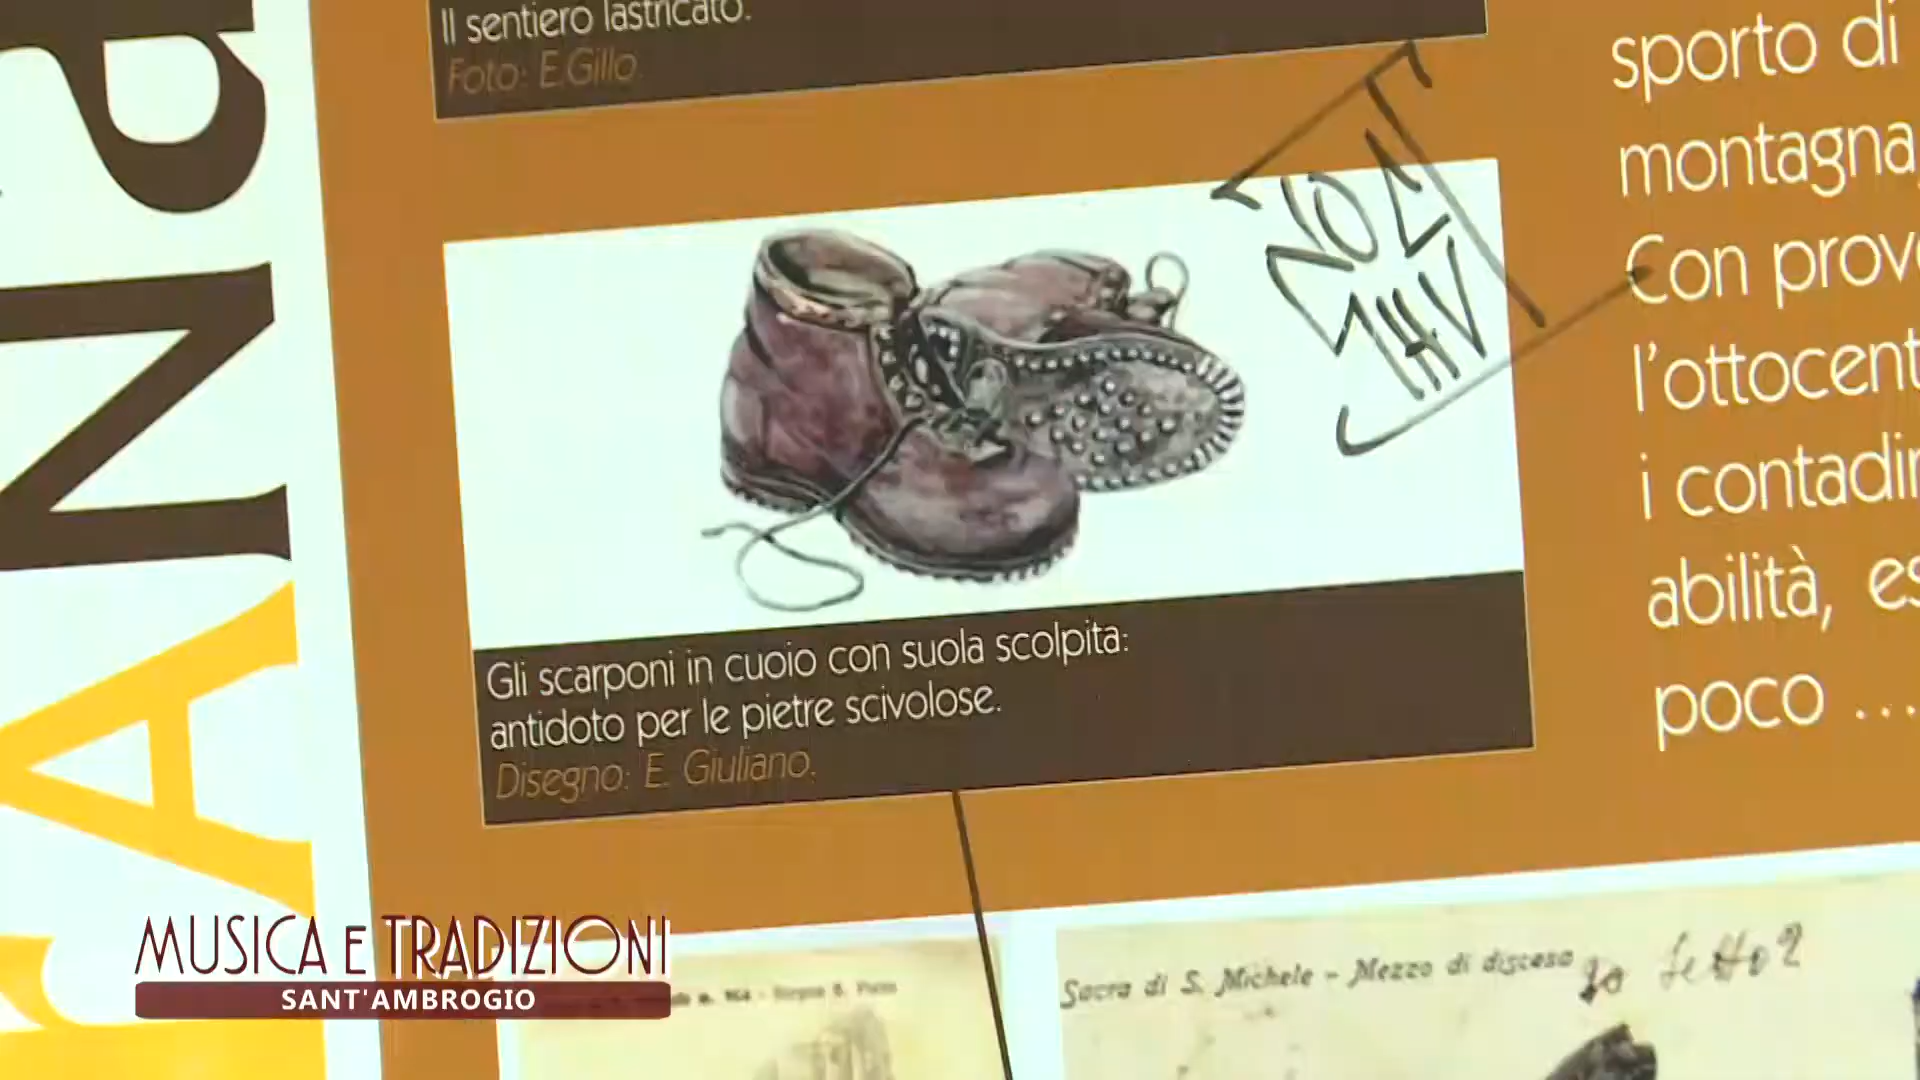 Il sentiero lastricato.
Foto: E.Gillo.
NO
Gli scarponi in cuoio con suola scolpita:
antidoto per le pietre scivolose.
Disegno: E. Giuliano.
sporto di
montagna,
Con prov
l'ottocent
i contadin
abilità, es
poco ...
Sacra di S. Michele - Mezzo di discesa
MUSICA E TRADIZIONI
SANT'AMBROGIO